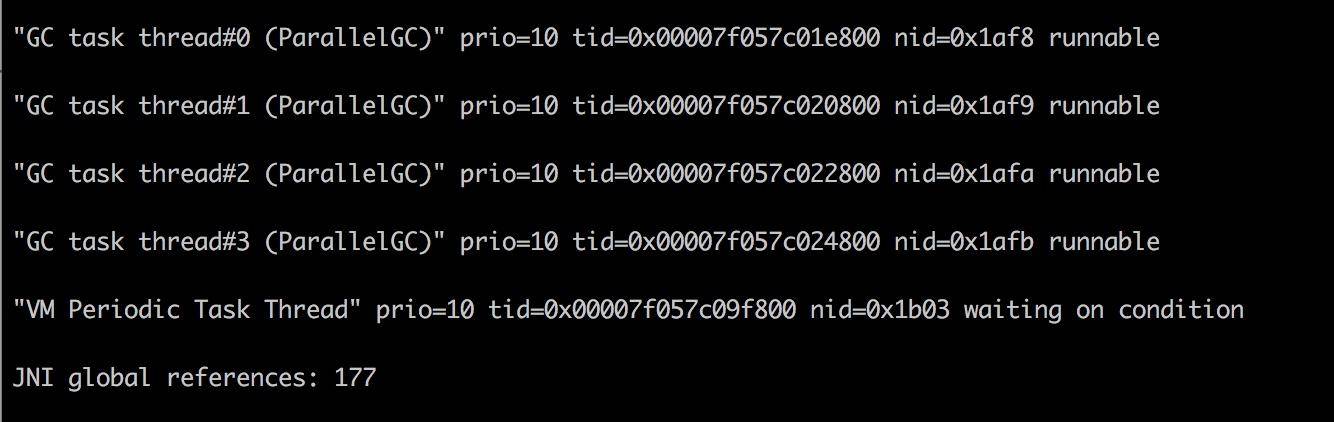 "GC task thread#0 (ParallelGC)" prio=10 tid=0x00007f057c01e800 nid=0x1af8 runnable
"GC task thread#1 (ParallelGC)" prio=10 tid=0x00007f057c020800 nid=0x1af9 runnable
"GC task thread#2 (ParallelGC)" prio=10 tid=0x00007f057c022800 nid=0x1afa runnable
"GC task thread#3 (ParallelGC)" prio=10 tid=0x00007f057c024800 nid=0x1afb runnable
"VM Periodic Task Thread" prio=10 tid=0x00007f057c09f800 nid=0x1b03 waiting on condition
JNI global references: 177